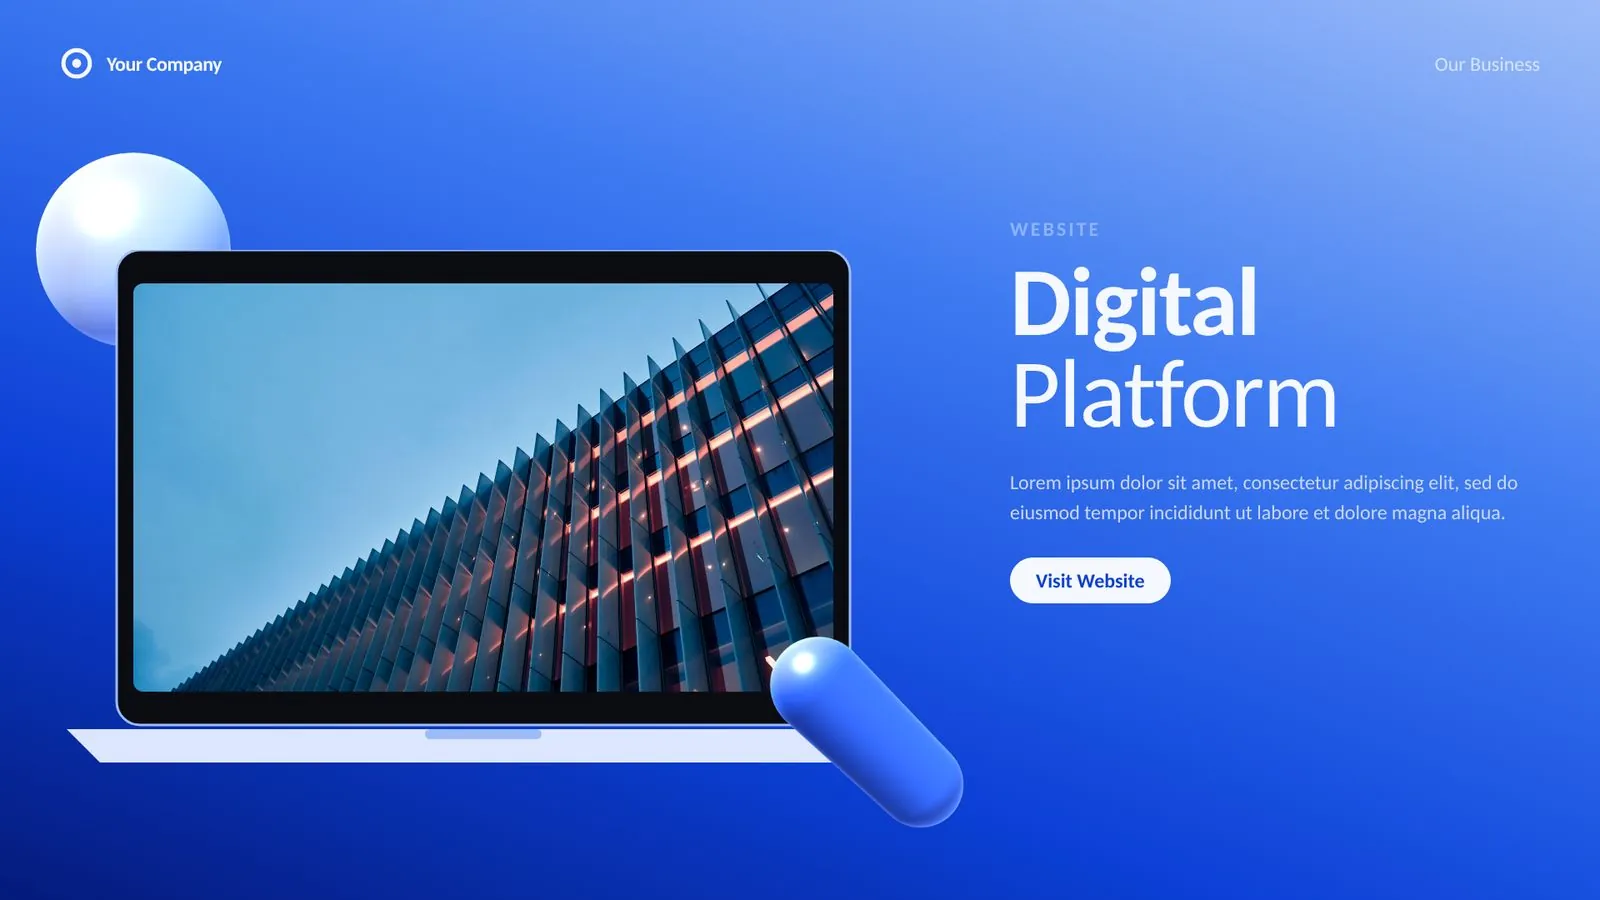 Your Company
Our Business
WEBSITE
Digital
Platform
Lorem ipsum dolor sit amet, consectetur adipiscing elit, sed do
eiusmod tempor incididunt ut labore et dolore magna aliqua.
Visit Website